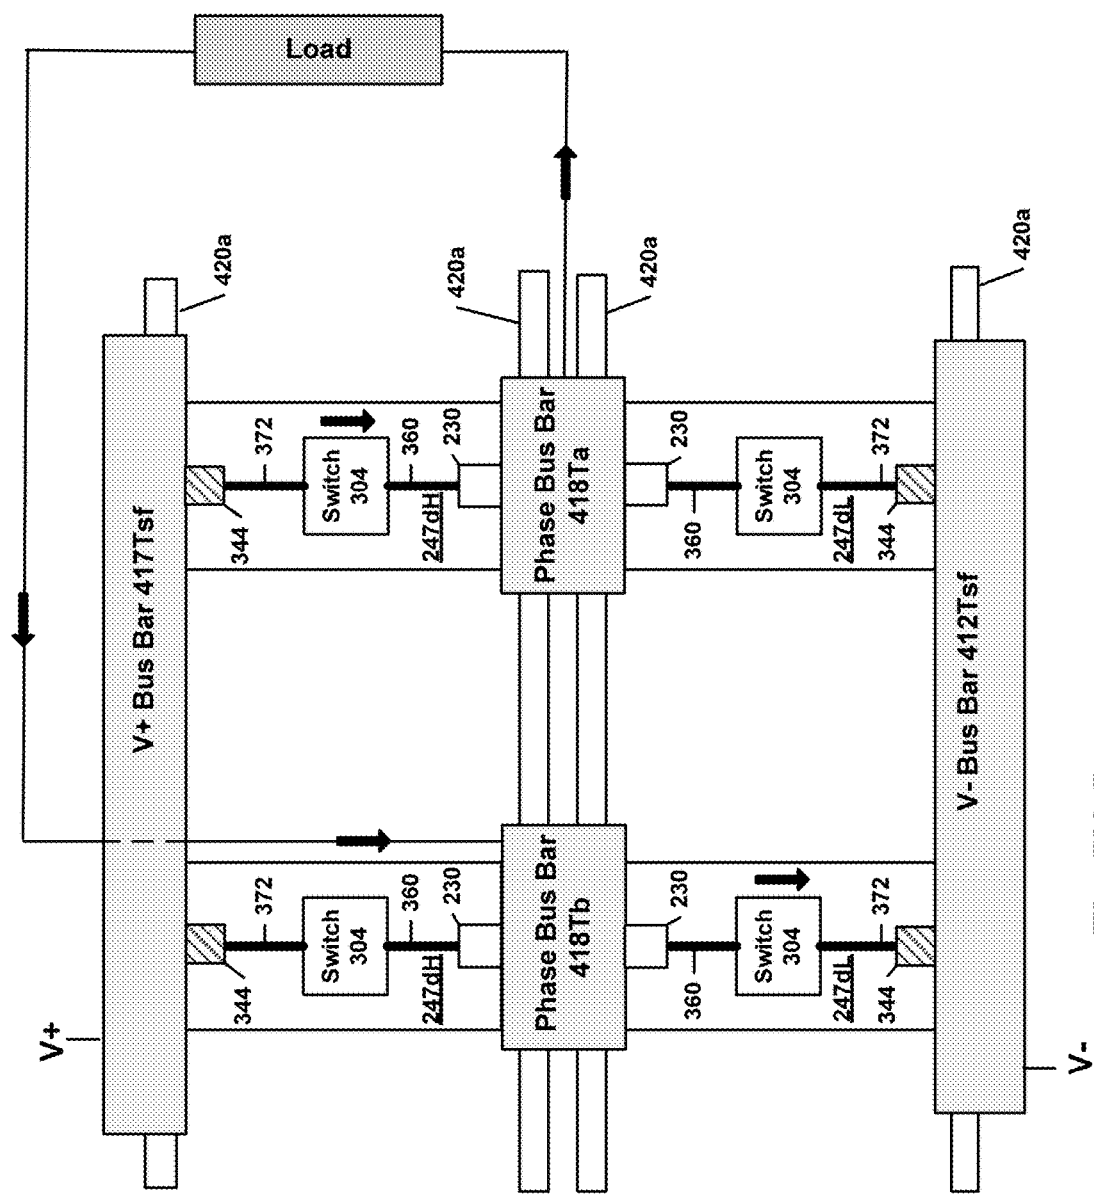 V+
V+ Bus Bar 417Tsf
420a
344
344
372
372
Load
Switch
304
Switch
304
360
360
247dH
247dH
230
230
420a
Phase Bus Bar
418Tb
Phase Bus Bar
418Ta
420a
230
230
360
360
Switch
304
Switch
304
247dL
247dL
372
372
344
344
V- Bus Bar 412Tsf
420a
V-